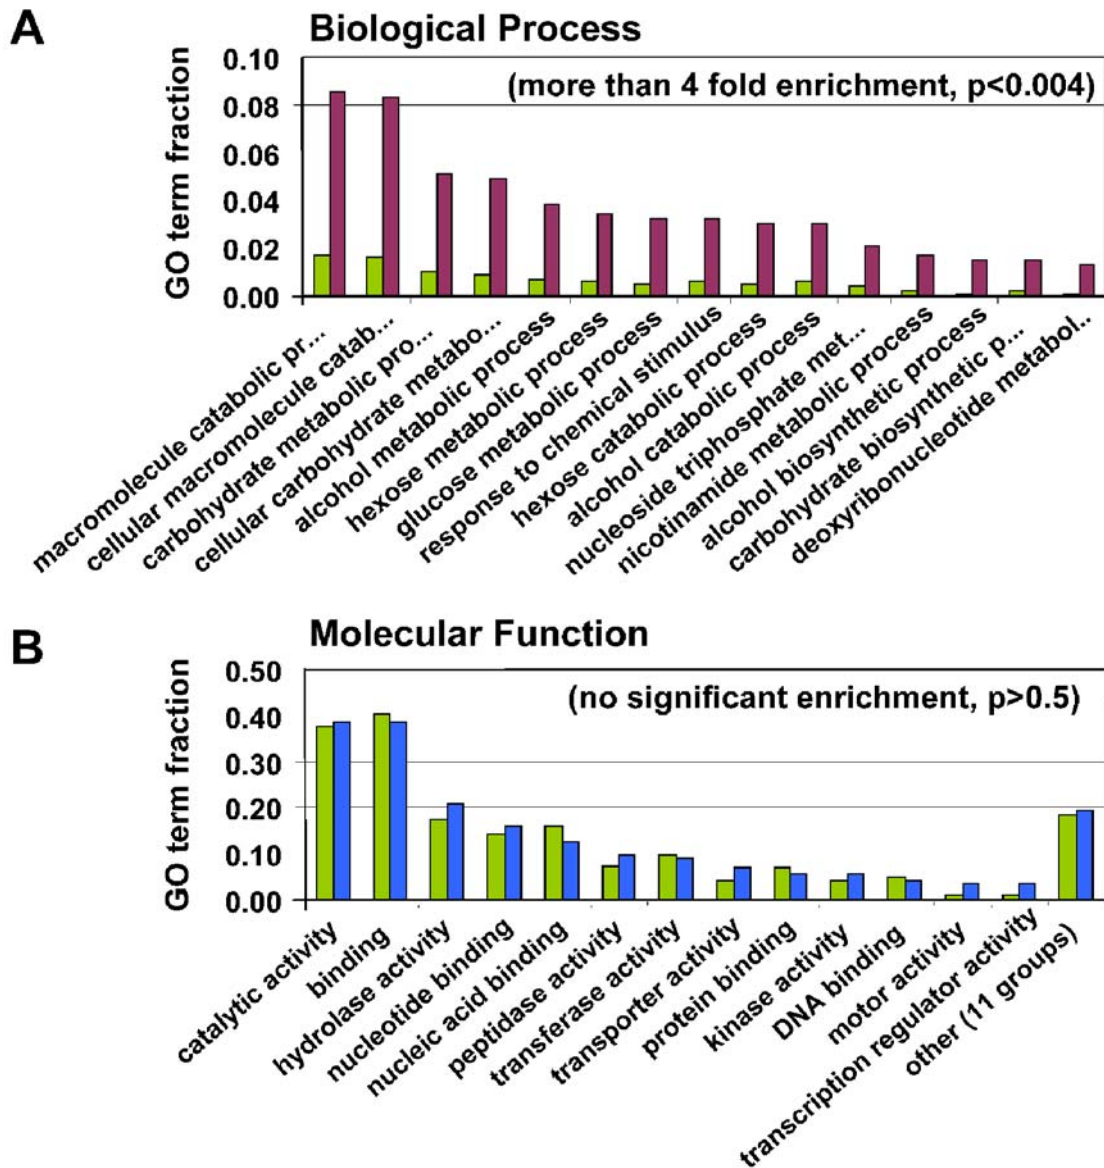 A
Biological Process
(more than 4 fold enrichment, p<0.004)
GO term fraction
0.10
0.08
0.06
0.04
0.02
0.00
macromolecule catabolic pr...
cellular macromolecule catab...
carbohydrate metabolic pro...
cellular carbohydrate metabo...
alcohol metabolic process
hexose metabolic process
glucose metabolic process
response to chemical stimulus
hexose catabolic process
alcohol catabolic process
nucleoside triphosphate met...
nicotinamide metabolic process
alcohol biosynthetic process
carbohydrate biosynthetic p...
deoxyribonucleotide metabol..
B
Molecular Function
(no significant enrichment, p>0.5)
GO term fraction
0.50
0.40
0.30
0.20
0.10
0.00
catalytic activity
binding
hydrolase activity
nucleotide binding
nucleic acid binding
peptidase activity
transferase activity
transporter activity
protein binding
kinase activity
DNA binding
motor activity
transcription regulator activity
other (11 groups)